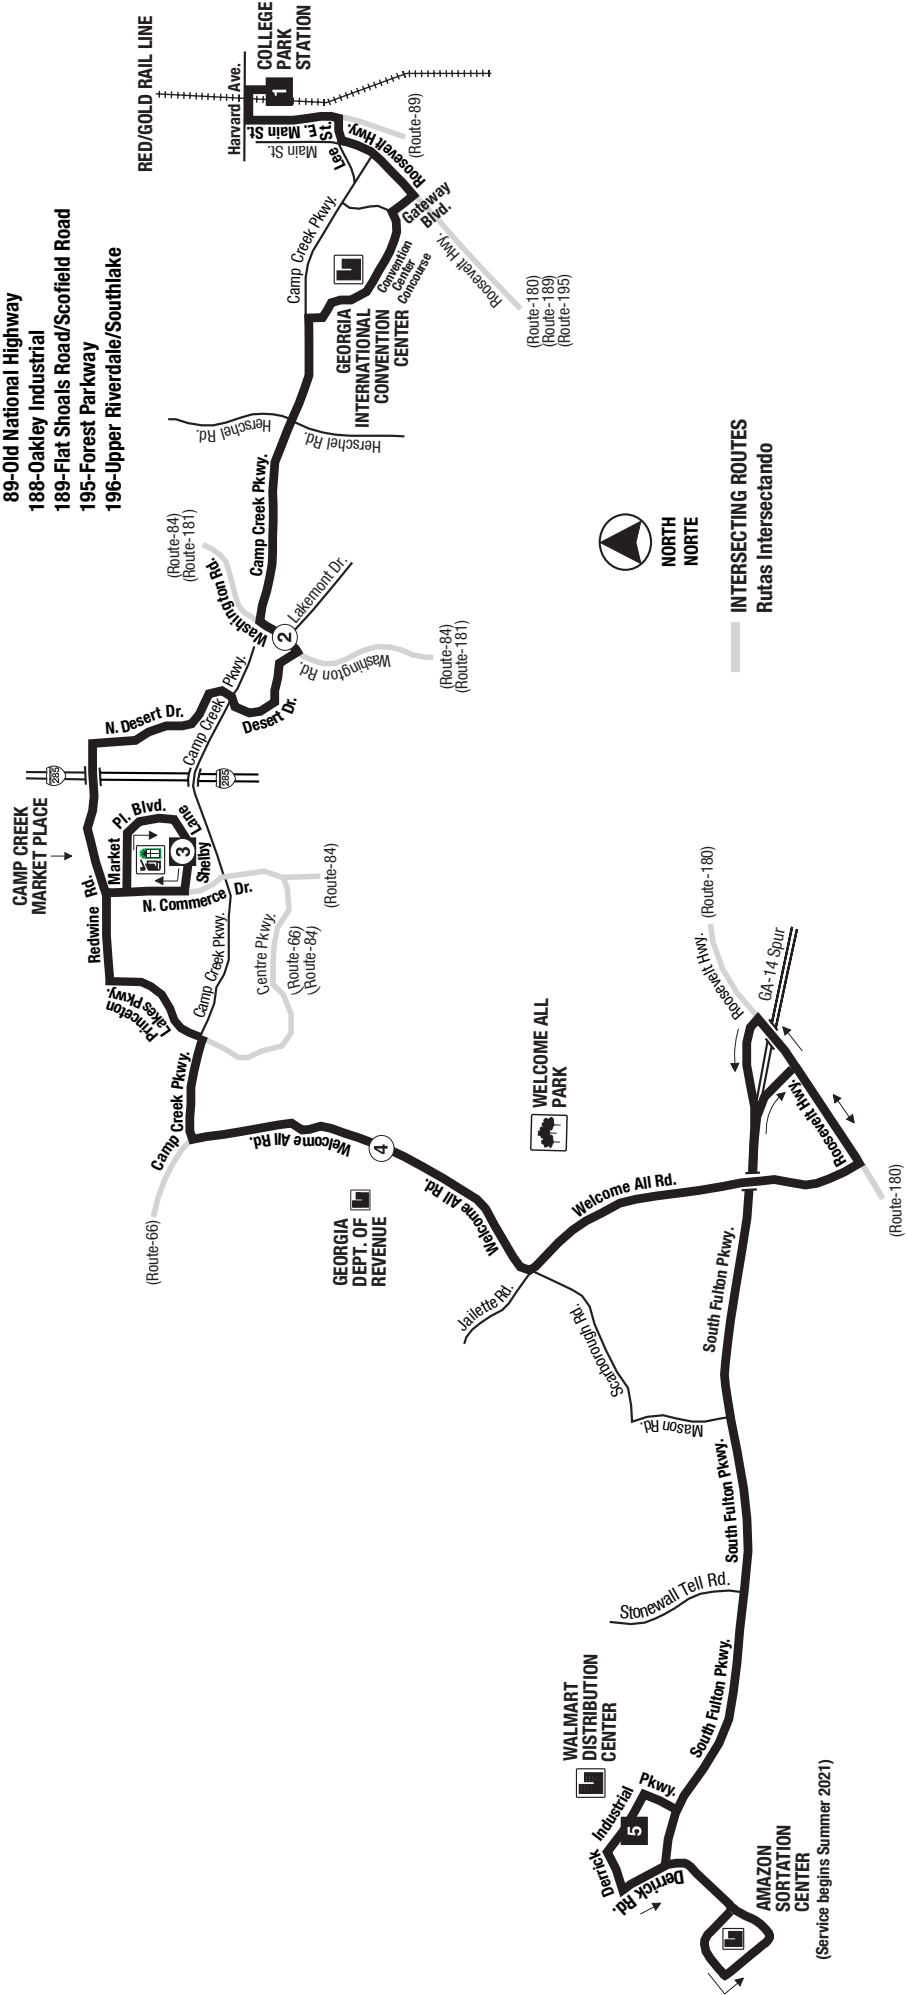 89-Old National Highway
188-Oakley Industrial
189-Flat Shoals Road/Scofield Road
195-Forest Parkway
196-Upper Riverdale/Southlake
RED/GOLD RAIL LINE
Harvard Ave.
COLLEGE
PARK
STATION
1
E. Main St.
Main St.
Lee St.
Roosevelt Hwy.
(Route-89)
Gateway
Blvd.
Roosevelt Hwy.
(Route-180)
(Route-189)
(Route-195)
Camp Creek Pkwy.
Convention
Center
Concourse
GEORGIA
INTERNATIONAL
CONVENTION
CENTER
Herschel Rd.
Herschel Rd.
Camp Creek Pkwy.
(Route-84)
(Route-181)
Washington Rd.
Lakemont Dr.
2
Washington Rd.
(Route-84)
(Route-181)
Camp Creek Pkwy.
Desert Dr.
N. Desert Dr.
285
285
CAMP CREEK
MARKET PLACE
Market Pl. Blvd.
3
Shelby Lane
N. Commerce Dr.
Redwine Rd.
Princeton
Lakes Pkwy.
Camp Creek Pkwy.
Centre Pkwy.
(Route-66)
(Route-84)
(Route-84)
Camp Creek Pkwy.
(Route-66)
Welcome All Rd.
4
GEORGIA
DEPT. OF
REVENUE
Welcome All Rd.
WELCOME ALL
PARK
Welcome All Rd.
Jailette Rd.
Scarborough Rd.
Mason Rd.
Roosevelt Hwy.
(Route-180)
GA-14 Spur
Roosevelt Hwy.
(Route-180)
South Fulton Pkwy.
South Fulton Pkwy.
Stonewall Tell Rd.
South Fulton Pkwy.
WALMART
DISTRIBUTION
CENTER
Derrick Industrial Pkwy.
5
Derrick Rd.
AMAZON
SORTATION
CENTER
(Service begins Summer 2021)
NORTH
NORTE
INTERSECTING ROUTES
Rutas Intersectando